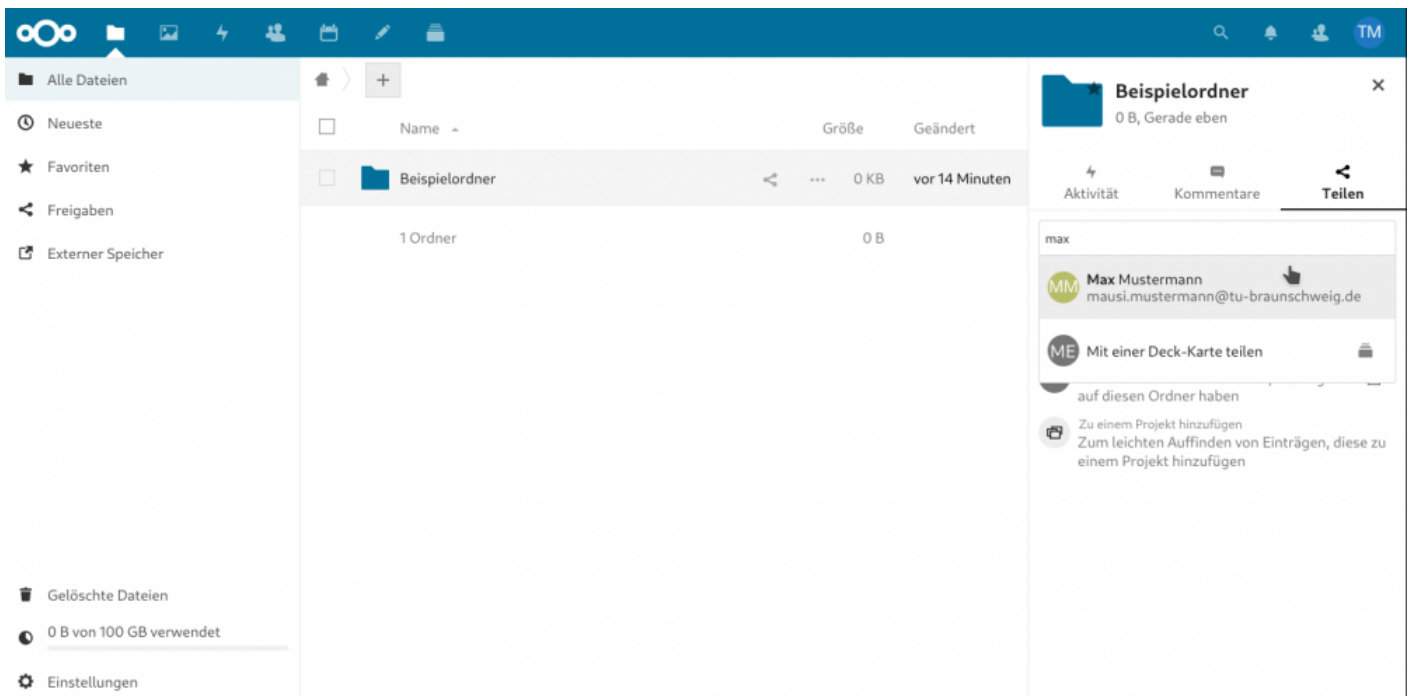 TM
Alle Dateien
Neueste
Favoriten
Freigaben
Externer Speicher
Gelöschte Dateien
0 B von 100 GB verwendet
Einstellungen
+
Name Größe Geändert
Beispielordner ... 0 KB vor 14 Minuten
1 Ordner 0 B
Beispielordner
0 B, Gerade eben
Aktivität Kommentare Teilen
max
MM Max Mustermann
mausi.mustermann@tu-braunschweig.de
ME Mit einer Deck-Karte teilen
auf diesen Ordner haben
Zu einem Projekt hinzufügen
Zum leichten Auffinden von Einträgen, diese zu
einem Projekt hinzufügen